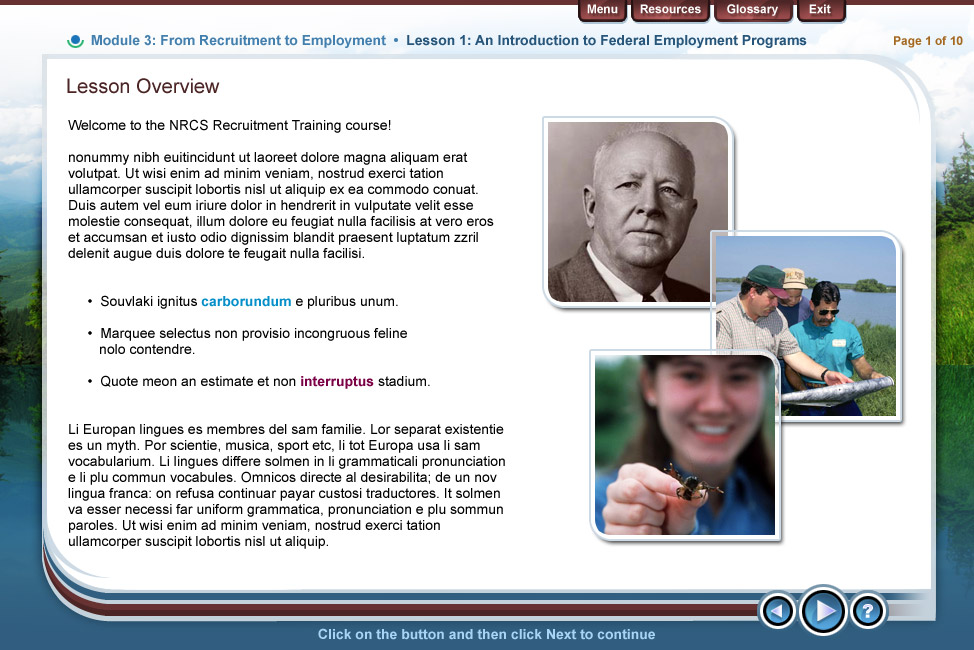 Menu
Resources
Glossary
Exit
Module 3: From Recruitment to Employment • Lesson 1: An Introduction to Federal Employment Programs
Page 1 of 10
Lesson Overview
Welcome to the NRCS Recruitment Training course!
nonummy nibh euitincidunt ut laoreet dolore magna aliquam erat
volutpat. Ut wisi enim ad minim veniam, nostrud exerci tation
ullamcorper suscipit lobortis nisl ut aliquip ex ea commodo conuat.
Duis autem vel eum iriure dolor in hendrerit in vulputate velit esse
molestie consequat, illum dolore eu feugiat nulla facilisis at vero eros
et accumsan et iusto odio dignissim blandit praesent luptatum zzril
delenit augue duis dolore te feugait nulla facilisi.
• Souvlaki ignitus carborundum e pluribus unum.
• Marquee selectus non provisio incongruous feline
nolo contendre.
• Quote meon an estimate et non interruptus stadium.
Li Europan lingues es membres del sam familie. Lor separat existentie
es un myth. Por scientie, musica, sport etc, li tot Europa usa li sam
vocabularium. Li lingues differe solmen in li grammaticali pronunciation
e li plu commun vocabules. Omnicos directe al desirabilita; de un nov
lingua franca: on refusa continuar payar custosi traductores. It solmen
va esser necessi far uniform grammatica, pronunciation e plu sommun
paroles. Ut wisi enim ad minim veniam, nostrud exerci tation
ullamcorper suscipit lobortis nisl ut aliquip.
?
Click on the button and then click Next to continue